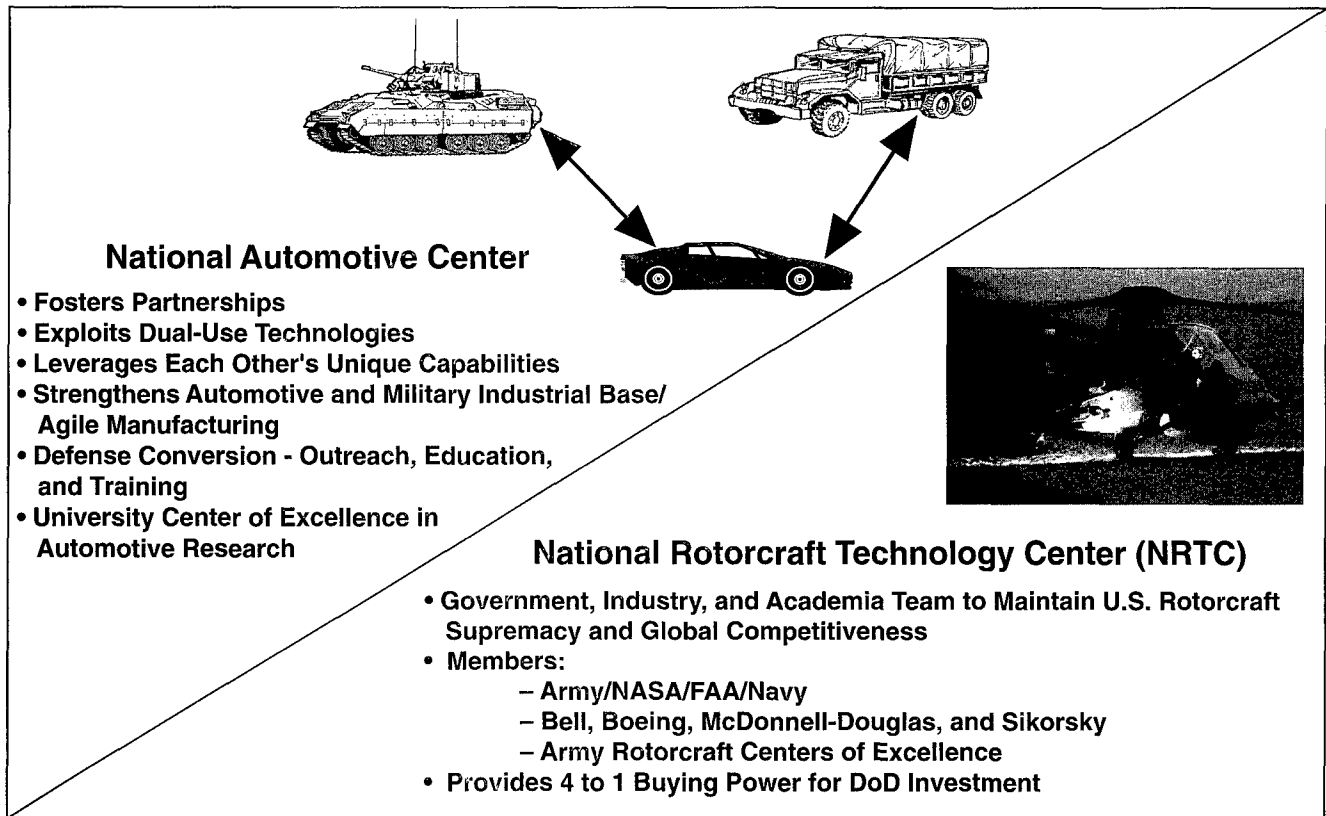 National Automotive Center
• Fosters Partnerships
• Exploits Dual-Use Technologies
• Leverages Each Other's Unique Capabilities
• Strengthens Automotive and Military Industrial Base/
Agile Manufacturing
• Defense Conversion - Outreach, Education,
and Training
• University Center of Excellence in
Automotive Research
National Rotorcraft Technology Center (NRTC)
• Government, Industry, and Academia Team to Maintain U.S. Rotorcraft
Supremacy and Global Competitiveness
• Members:
– Army/NASA/FAA/Navy
– Bell, Boeing, McDonnell-Douglas, and Sikorsky
– Army Rotorcraft Centers of Excellence
• Provides 4 to 1 Buying Power for DoD Investment